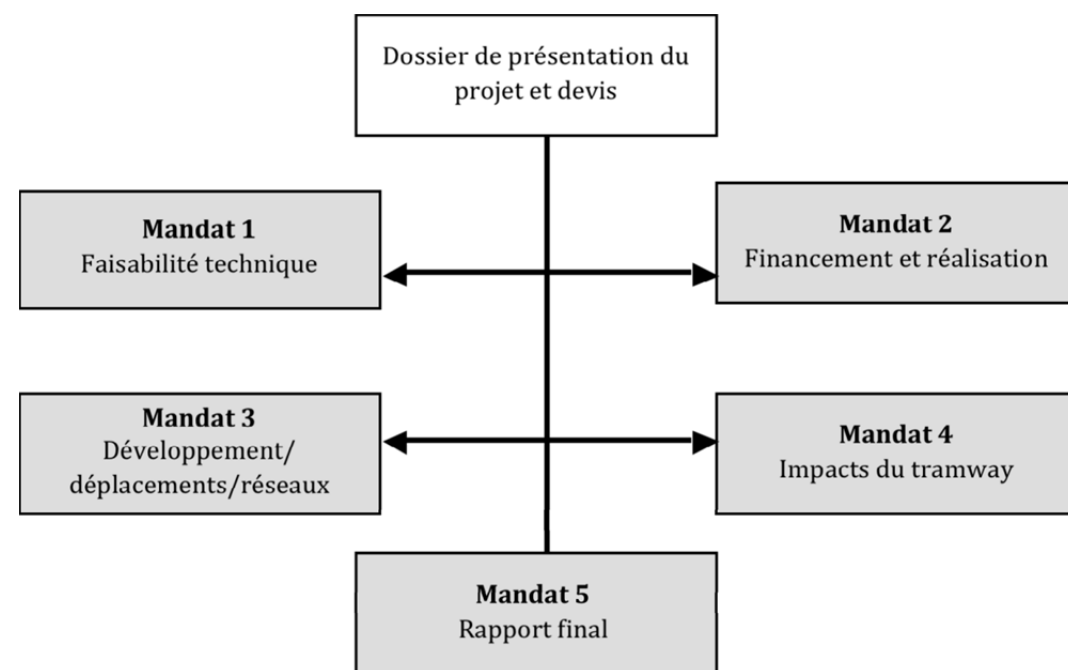 Dossier de présentation du
projet et devis
Mandat 1
Faisabilité technique
Mandat 2
Financement et réalisation
Mandat 3
Développement/
déplacements/réseaux
Mandat 4
Impacts du tramway
Mandat 5
Rapport final